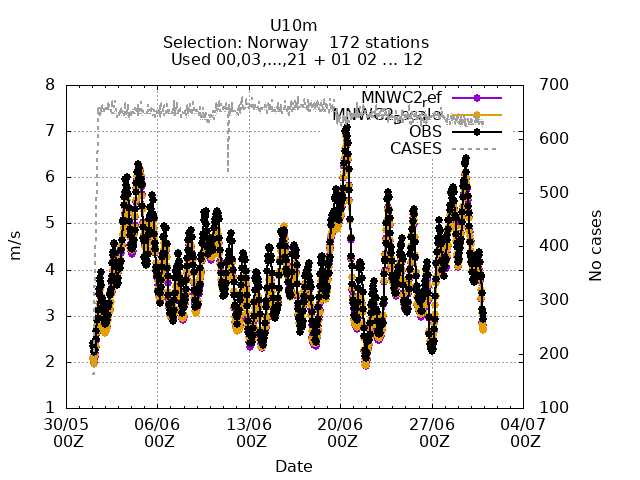 U10m
Selection: Norway    172 stations
Used 00,03,...,21 + 01 02 ... 12
8
7
6
5
4
3
2
1
700
600
500
400
300
200
100
m/s
No cases
MNWC2ref
OBS
CASES
30/05 06/06 13/06 20/06 27/06 04/07
00Z 00Z 00Z 00Z 00Z 00Z
Date